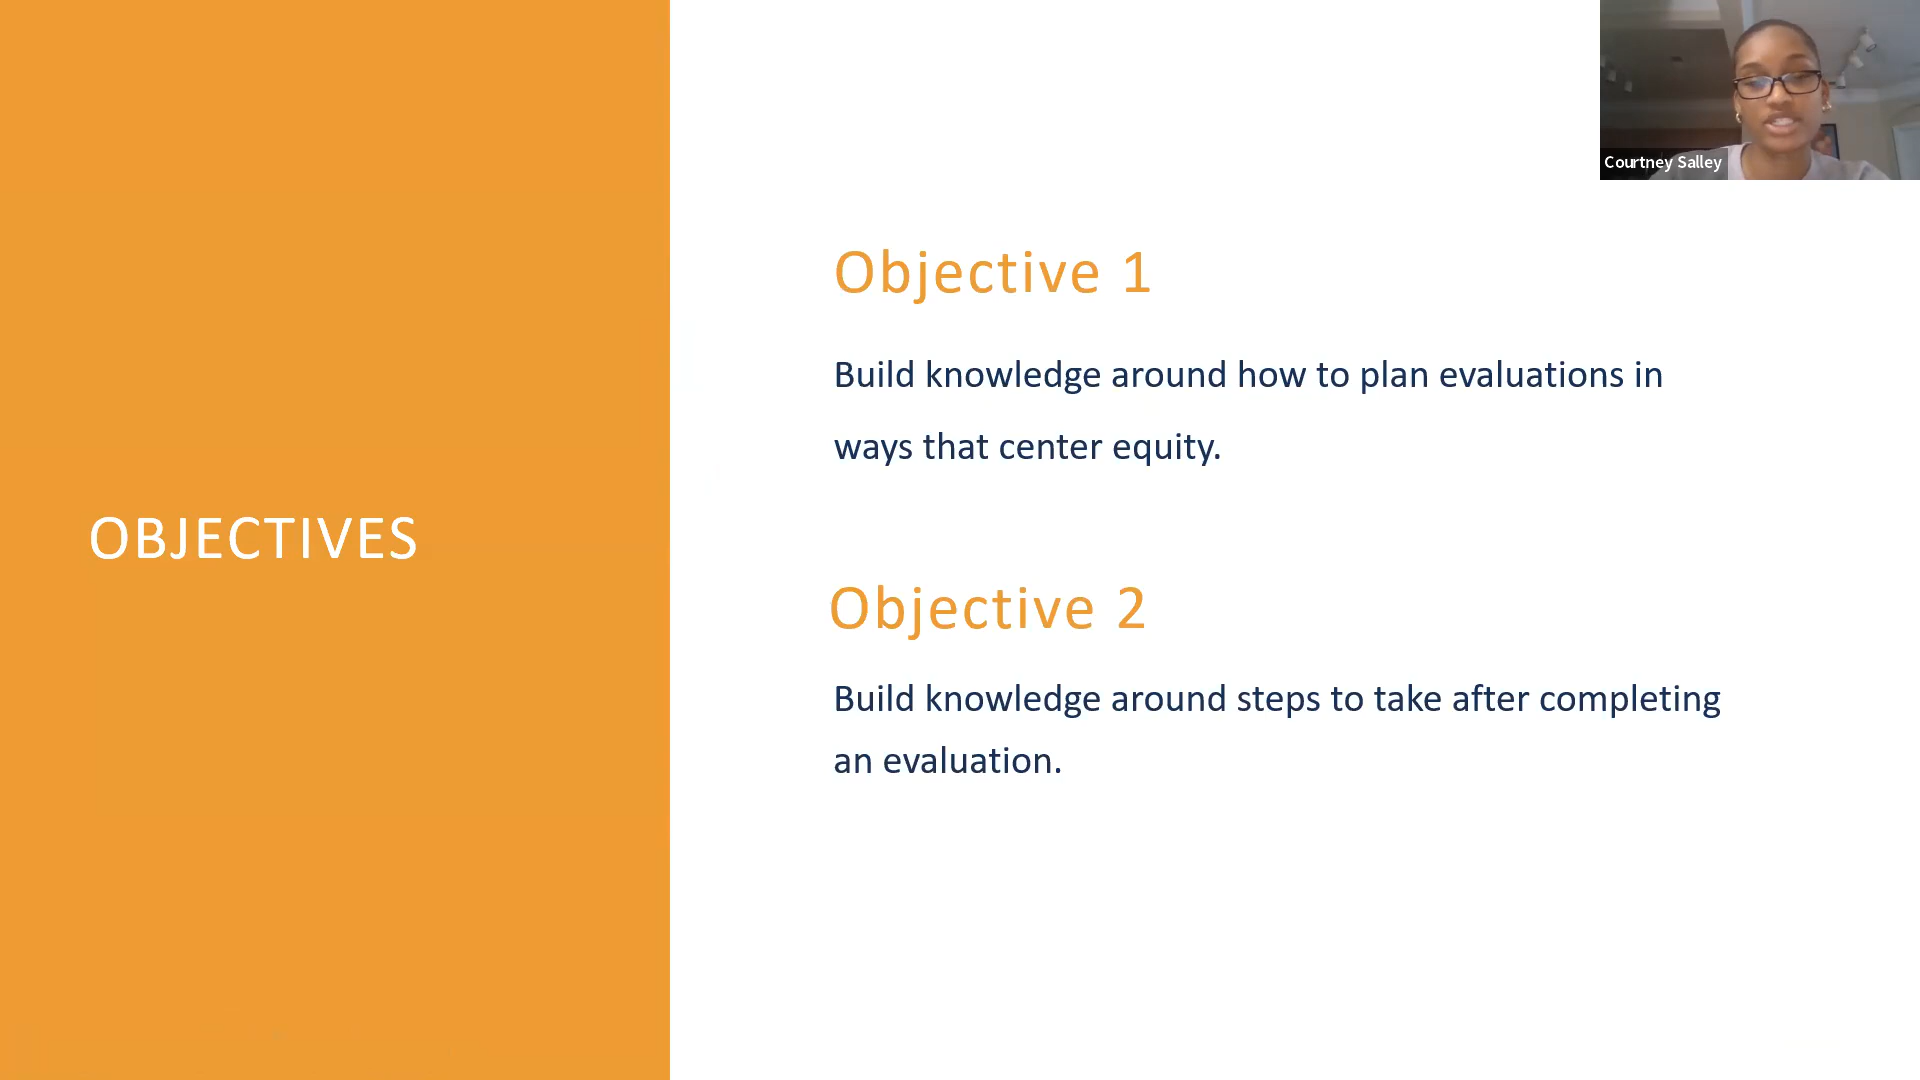 OBJECTIVES
Objective 1
Build knowledge around how to plan evaluations in
ways that center equity.
Objective 2
Build knowledge around steps to take after completing
an evaluation.
Courtney Salley